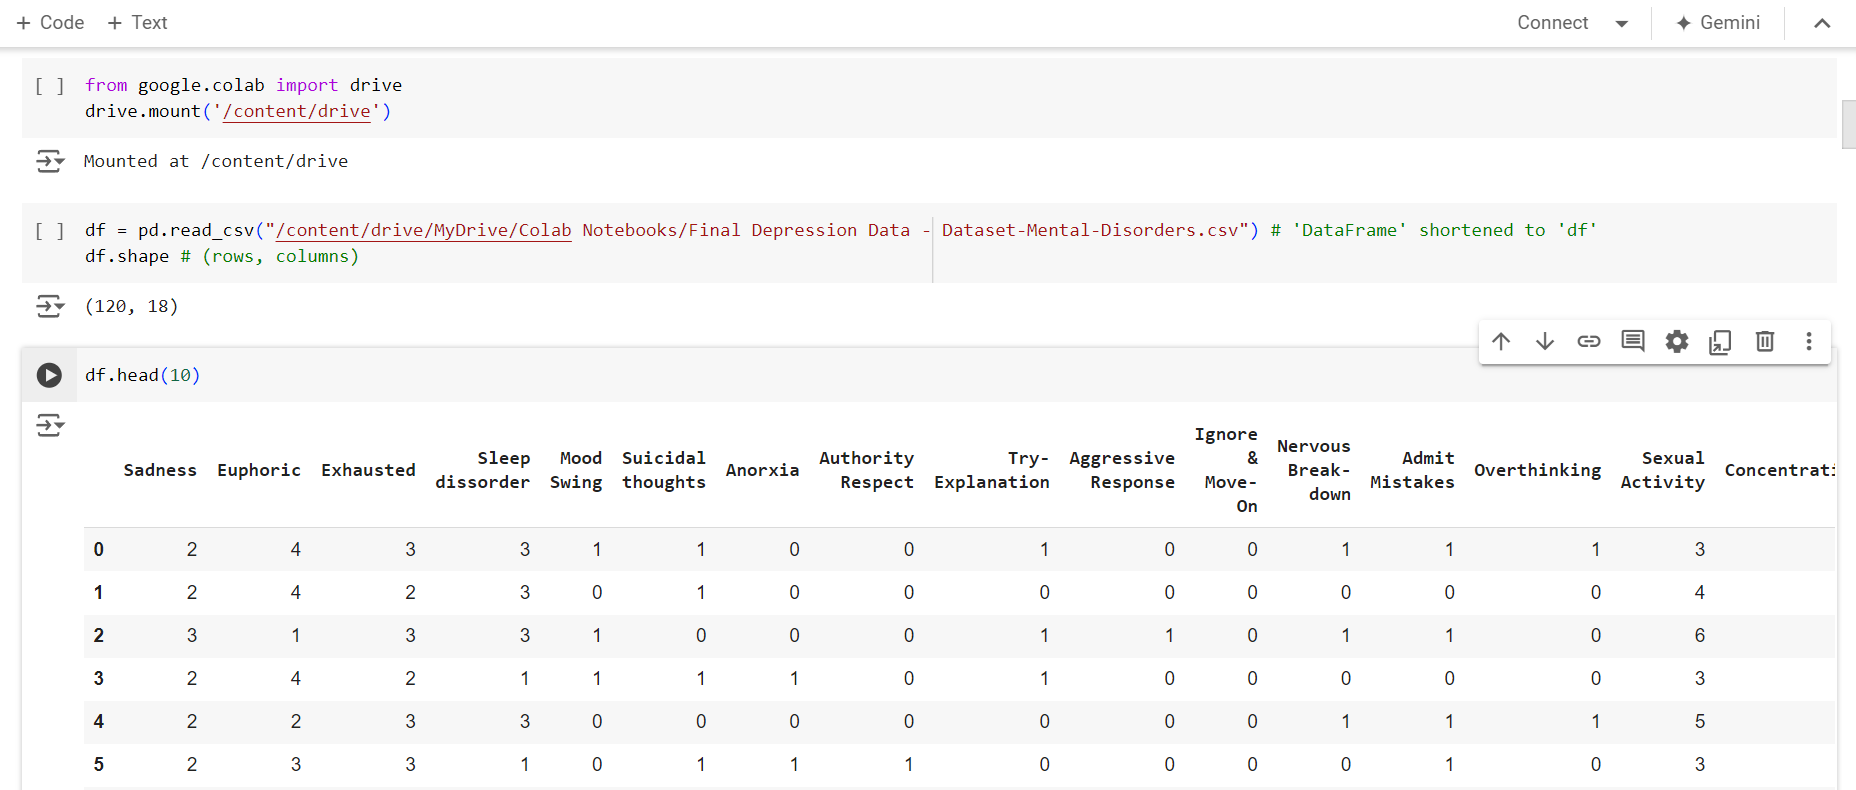 + Code + Text Connect Gemini
[ ] from google.colab import drive
drive.mount('/content/drive')
Mounted at /content/drive
[ ] df = pd.read_csv("/content/drive/MyDrive/Colab Notebooks/Final Depression Data - Dataset-Mental-Disorders.csv") # 'DataFrame' shortened to 'df'
df.shape # (rows, columns)
(120, 18)
df.head(10)
Sadness Euphoric Exhausted Sleep dissorder Mood Swing Suicidal thoughts Anorxia Authority Respect Try-Explanation Aggressive Response Ignore & Move-On Nervous Break-down Admit Mistakes Overthinking Sexual Activity Concentrati
0 2 4 3 3 1 1 0 0 1 0 0 1 1 1 3
1 2 4 2 3 0 1 0 0 0 0 0 0 0 0 4
2 3 1 3 3 1 0 0 0 1 1 0 1 1 0 6
3 2 4 2 1 1 1 1 0 1 0 0 0 0 0 3
4 2 2 3 3 0 0 0 0 0 0 0 1 1 1 5
5 2 3 3 1 0 1 1 1 0 0 0 0 1 0 3